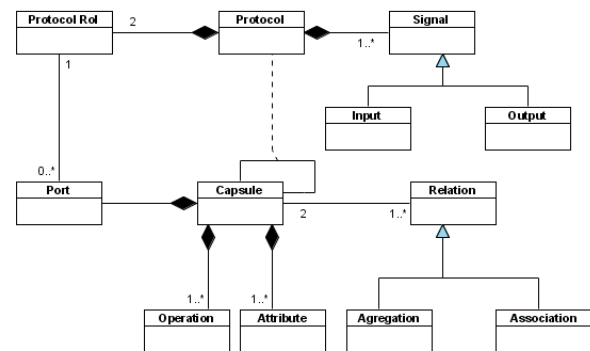 Protocol Rol
2
Protocol
1..*
Signal
1
Input
Output
0..*
Port
Capsule
2
1..*
Relation
1..*
1..*
Operation
Attribute
Agregation
Association